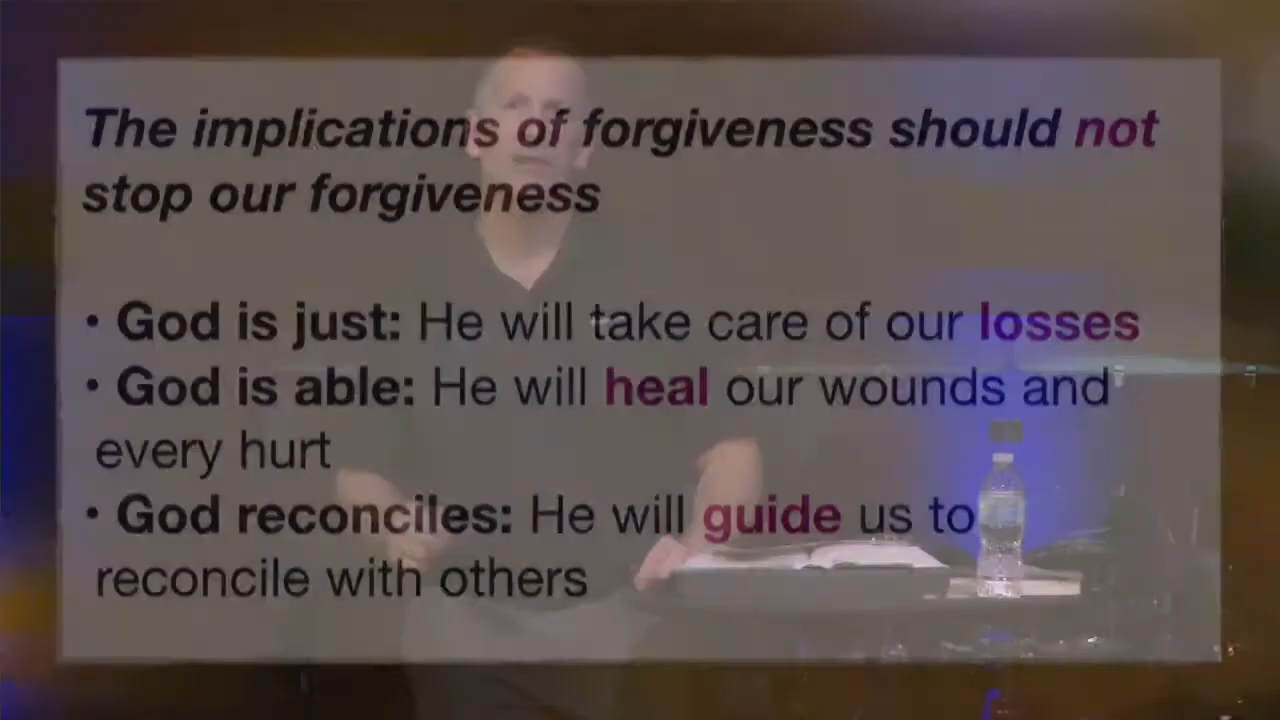 The implications of forgiveness should not
stop our forgiveness
• God is just: He will take care of our losses
• God is able: He will heal our wounds and
every hurt
• God reconciles: He will guide us to
reconcile with others